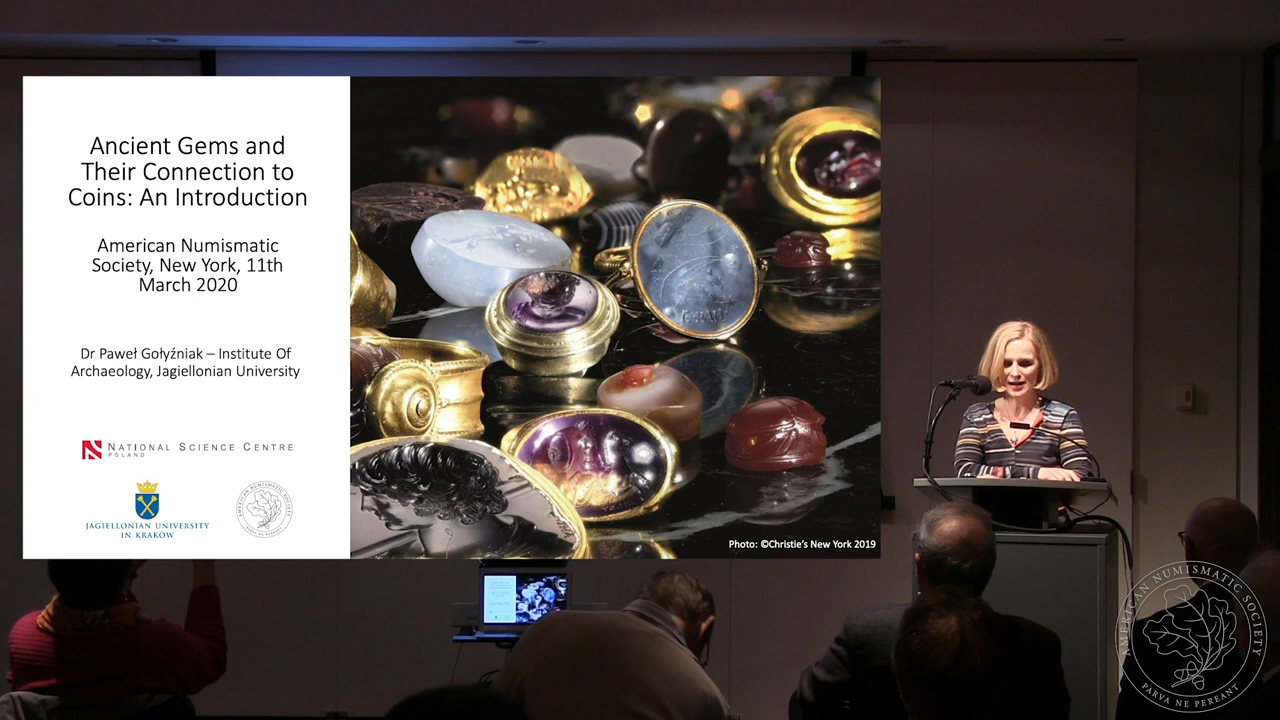 Ancient Gems and
Their Connection to
Coins: An Introduction
American Numismatic
Society, New York, 11th
March 2020
Dr Paweł Gołyźniak – Institute Of
Archaeology, Jagiellonian University
NATIONAL SCIENCE CENTRE
POLAND
JAGIELLONIAN UNIVERSITY
IN KRAKÓW
Photo: ©Christie's New York 2019
AMERICAN NUMISMATIC SOCIETY
PARVA NE PEREANT